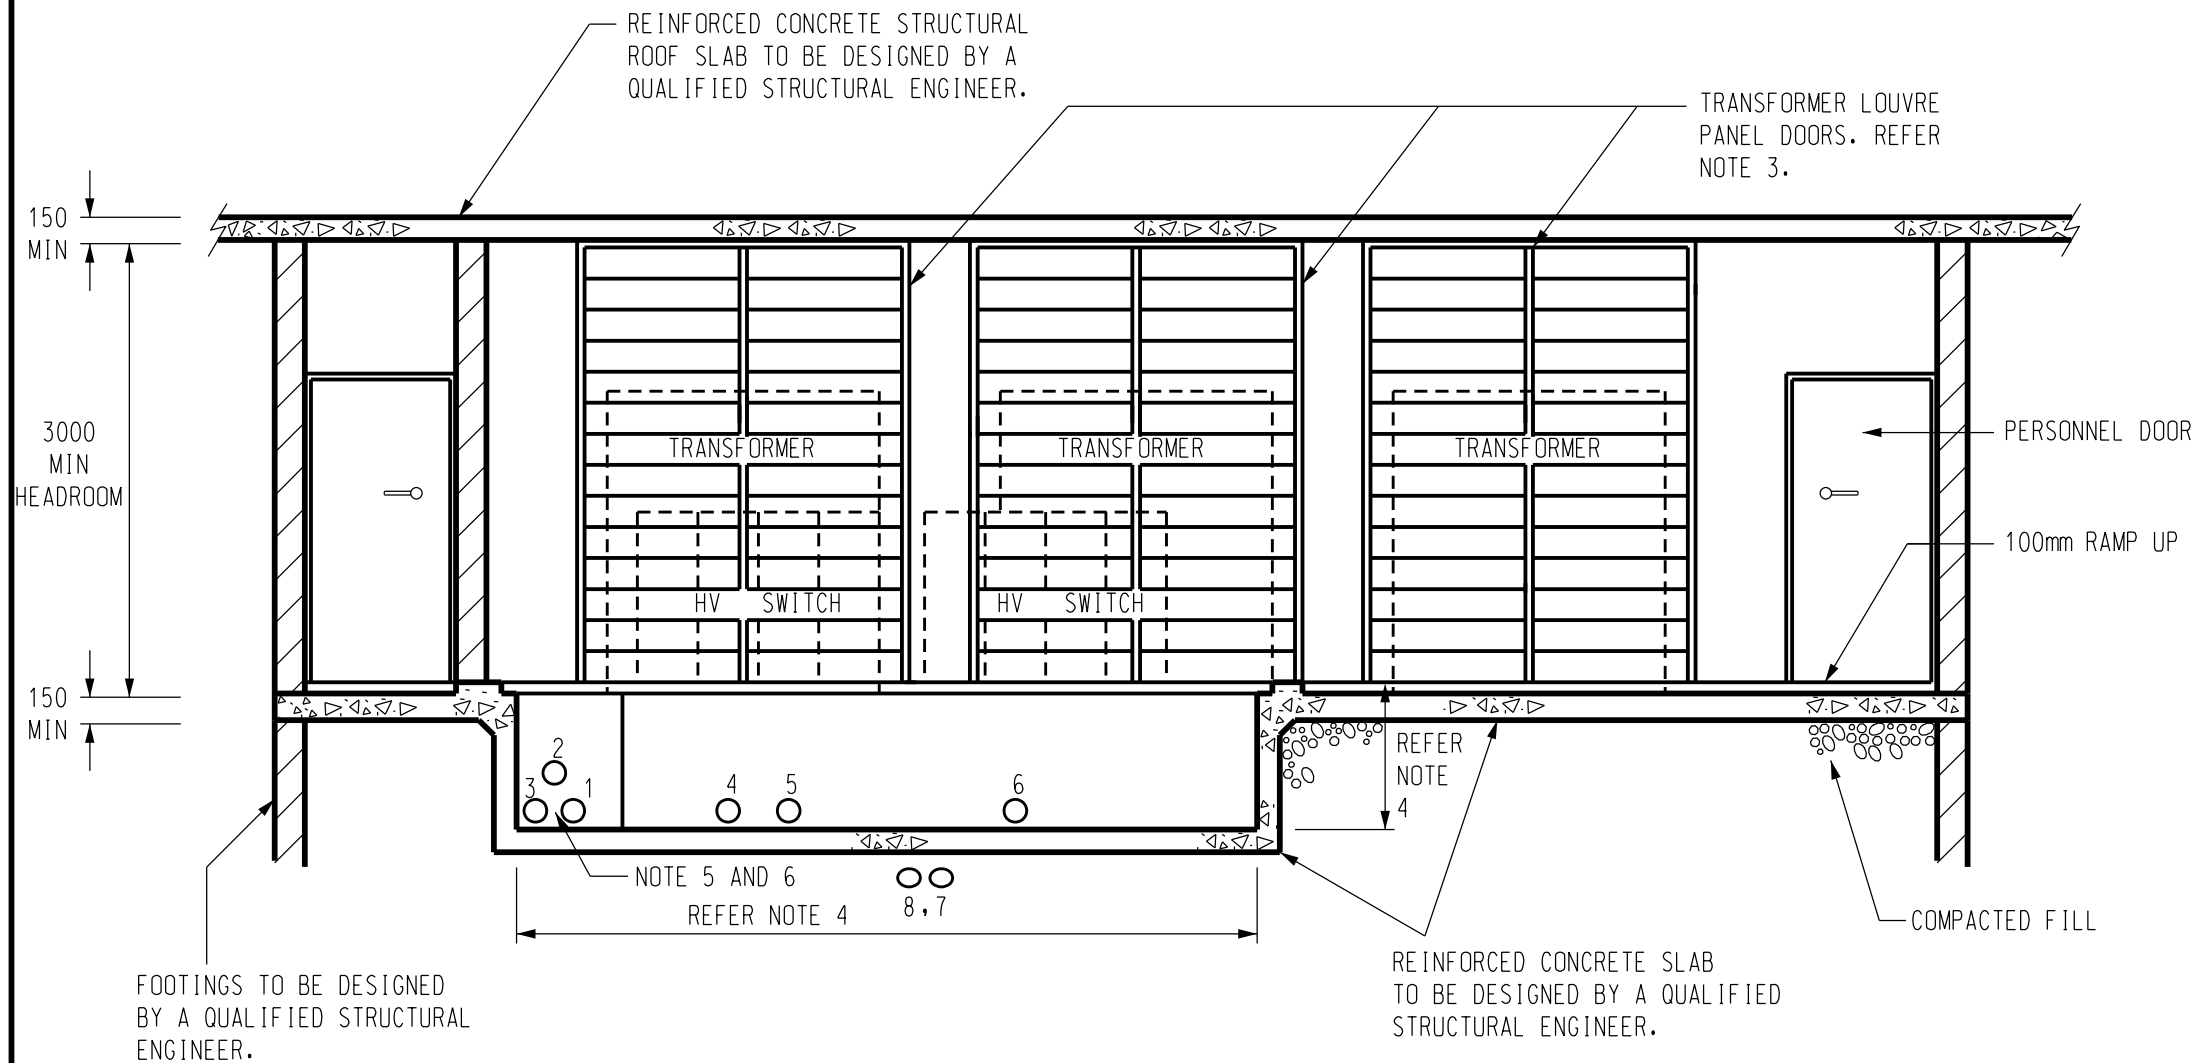 REINFORCED CONCRETE STRUCTURAL
ROOF SLAB TO BE DESIGNED BY A
QUALIFIED STRUCTURAL ENGINEER.
TRANSFORMER LOUVRE
PANEL DOORS. REFER
NOTE 3.
150
MIN
3000
MIN
HEADROOM
150
MIN
TRANSFORMER
TRANSFORMER
TRANSFORMER
HV SWITCH
HV SWITCH
PERSONNEL DOOR
100mm RAMP UP
REFER
NOTE
4
2
3
1
4
5
6
NOTE 5 AND 6
8,7
REFER NOTE 4
COMPACTED FILL
FOOTINGS TO BE DESIGNED
BY A QUALIFIED STRUCTURAL
ENGINEER.
REINFORCED CONCRETE SLAB
TO BE DESIGNED BY A QUALIFIED
STRUCTURAL ENGINEER.